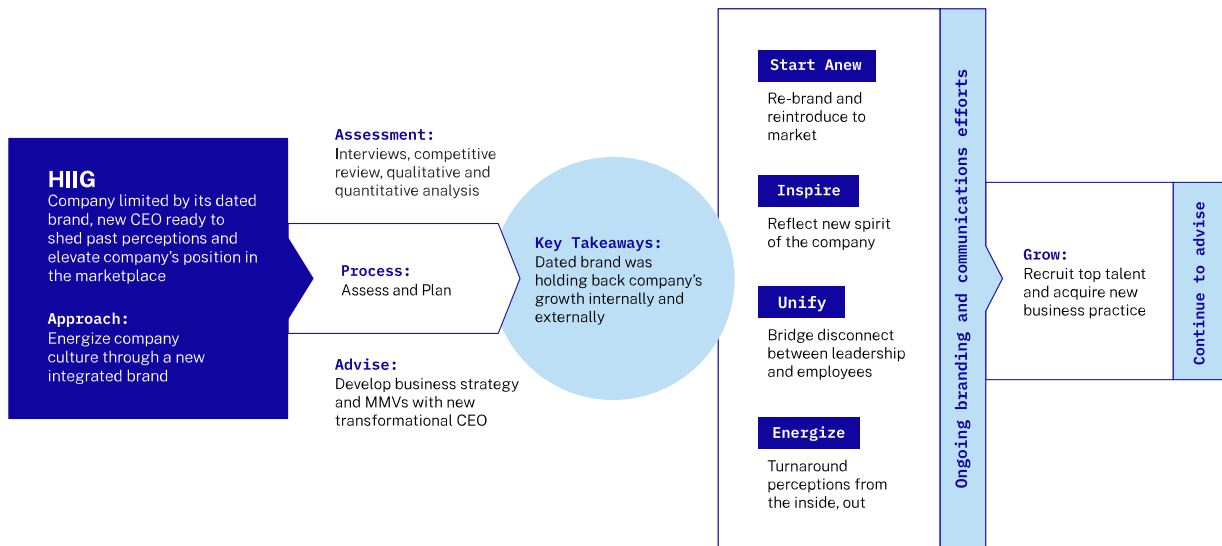 HIIG
Company limited by its dated
brand, new CEO ready to
shed past perceptions and
elevate company's position in
the marketplace
Approach:
Energize company
culture through a new
integrated brand
Assessment:
Interviews, competitive
review, qualitative and
quantitative analysis
Process:
Assess and Plan
Advise:
Develop business strategy
and MMVs with new
transformational CEO
Key Takeaways:
Dated brand was
holding back company's
growth internally and
externally
Start Anew
Re-brand and
reintroduce to
market
Inspire
Reflect new spirit
of the company
Unify
Bridge disconnect
between leadership
and employees
Energize
Turnaround
perceptions from
the inside, out
Ongoing branding and communications efforts
Grow:
Recruit top talent
and acquire new
business practice
Continue to advise